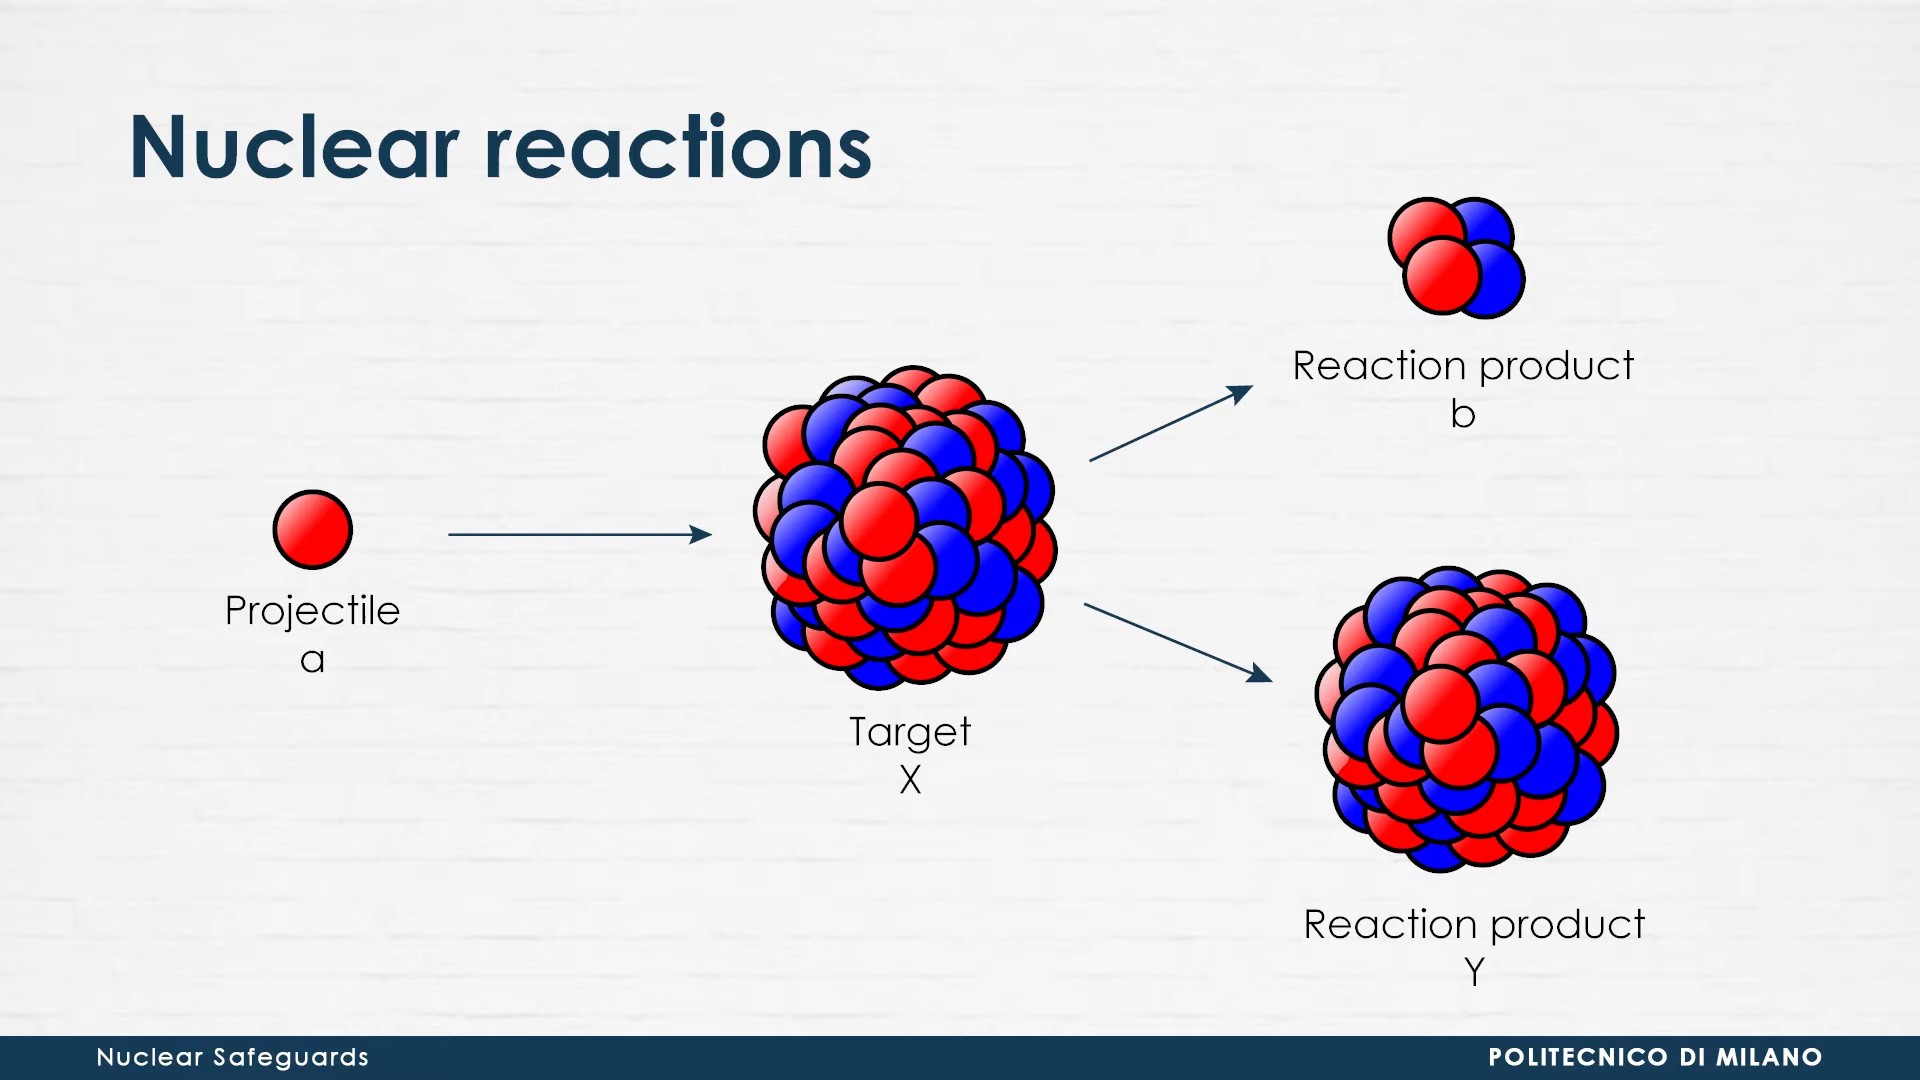 Nuclear reactions
Reaction product
b
Projectile
a
Target
X
Reaction product
Y
Nuclear Safeguards
POLITECNICO DI MILANO